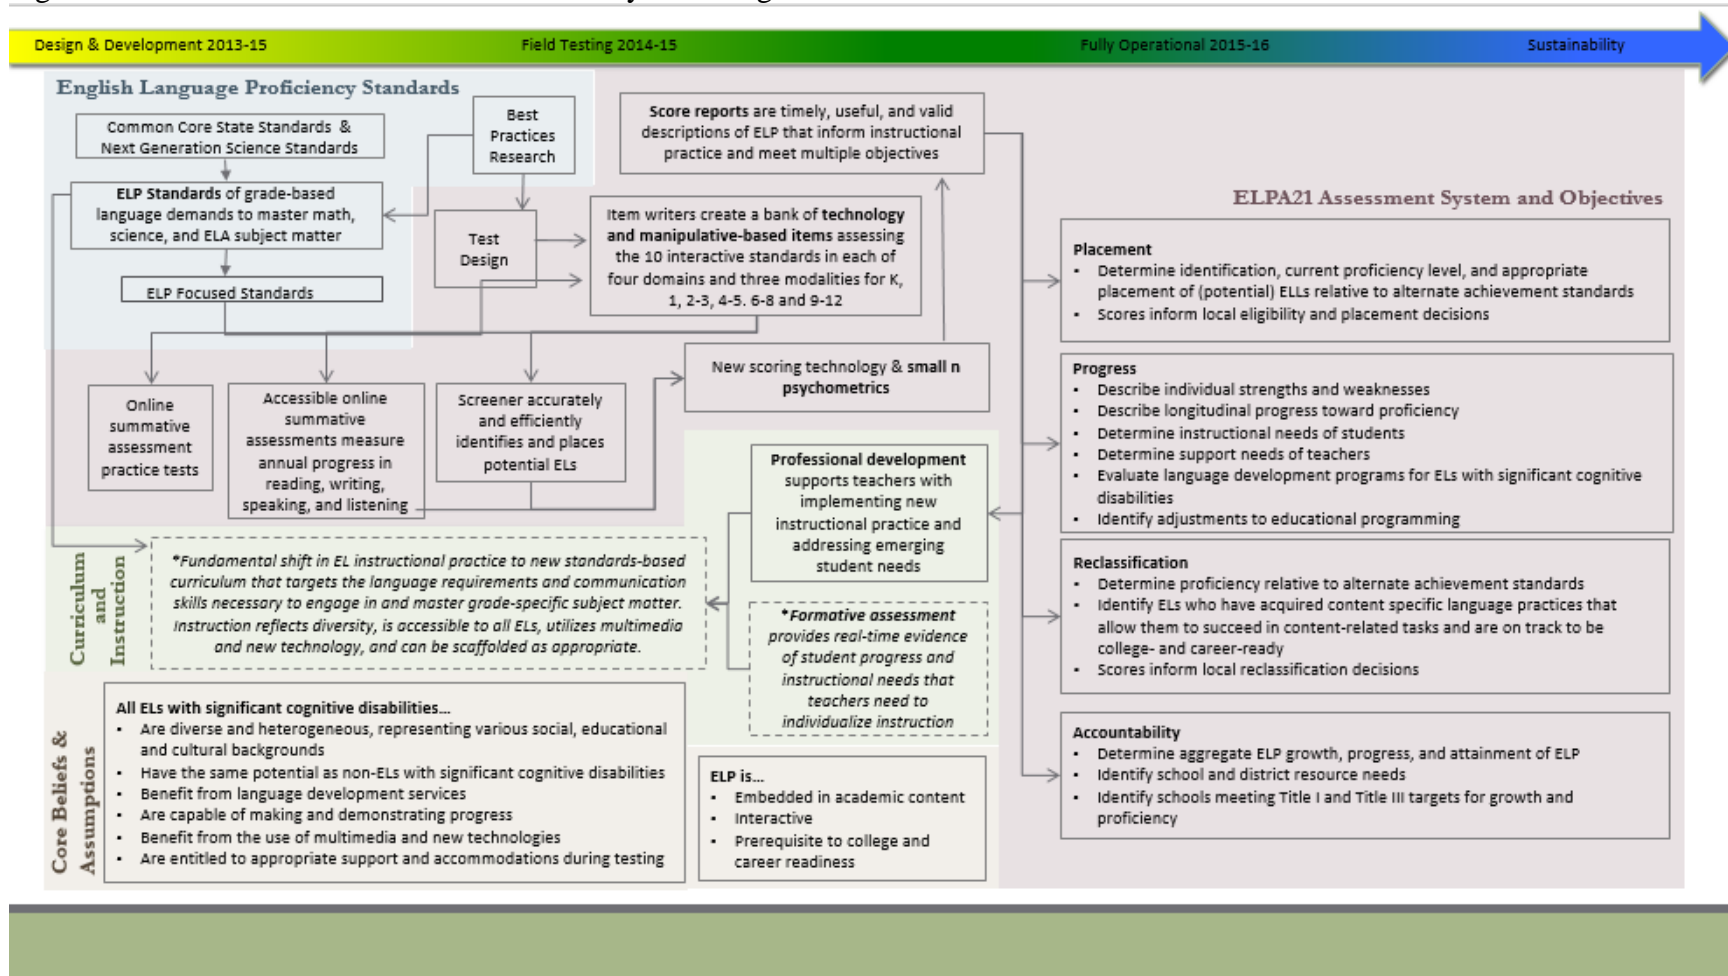 Design & Development 2013-15
Field Testing 2014-15
Fully Operational 2015-16
Sustainability
English Language Proficiency Standards
Common Core State Standards &
Next Generation Science Standards
Best
Practices
Research
ELP Standards of grade-based
language demands to master math,
science, and ELA subject matter
ELP Focused Standards
Test
Design
Score reports are timely, useful, and valid
descriptions of ELP that inform instructional
practice and meet multiple objectives
Item writers create a bank of technology
and manipulative-based items assessing
the 10 interactive standards in each of
four domains and three modalities for K,
1, 2-3, 4-5. 6-8 and 9-12
New scoring technology & small n
psychometrics
Online
summative
assessment
practice tests
Accessible online
summative
assessments measure
annual progress in
reading, writing,
speaking, and listening
Screener accurately
and efficiently
identifies and places
potential ELs
Professional development
supports teachers with
implementing new
instructional practice and
addressing emerging
student needs
Curriculum
and
Instruction
*Fundamental shift in EL instructional practice to new standards-based
curriculum that targets the language requirements and communication
skills necessary to engage in and master grade-specific subject matter.
Instruction reflects diversity, is accessible to all ELs, utilizes multimedia
and new technology, and can be scaffolded as appropriate.
*Formative assessment
provides real-time evidence
of student progress and
instructional needs that
teachers need to
individualize instruction
Core Beliefs &
Assumptions
All ELs with significant cognitive disabilities...
• Are diverse and heterogeneous, representing various social, educational
and cultural backgrounds
• Have the same potential as non-ELs with significant cognitive disabilities
• Benefit from language development services
• Are capable of making and demonstrating progress
• Benefit from the use of multimedia and new technologies
• Are entitled to appropriate support and accommodations during testing
ELP is...
• Embedded in academic content
• Interactive
• Prerequisite to college and
career readiness
ELPA21 Assessment System and Objectives
Placement
• Determine identification, current proficiency level, and appropriate
placement of (potential) ELLs relative to alternate achievement standards
• Scores inform local eligibility and placement decisions
Progress
• Describe individual strengths and weaknesses
• Describe longitudinal progress toward proficiency
• Determine instructional needs of students
• Determine support needs of teachers
• Evaluate language development programs for ELs with significant cognitive
disabilities
• Identify adjustments to educational programming
Reclassification
• Determine proficiency relative to alternate achievement standards
• Identify ELs who have acquired content specific language practices that
allow them to succeed in content-related tasks and are on track to be
college- and career-ready
• Scores inform local reclassification decisions
Accountability
• Determine aggregate ELP growth, progress, and attainment of ELP
• Identify school and district resource needs
• Identify schools meeting Title I and Title III targets for growth and
proficiency